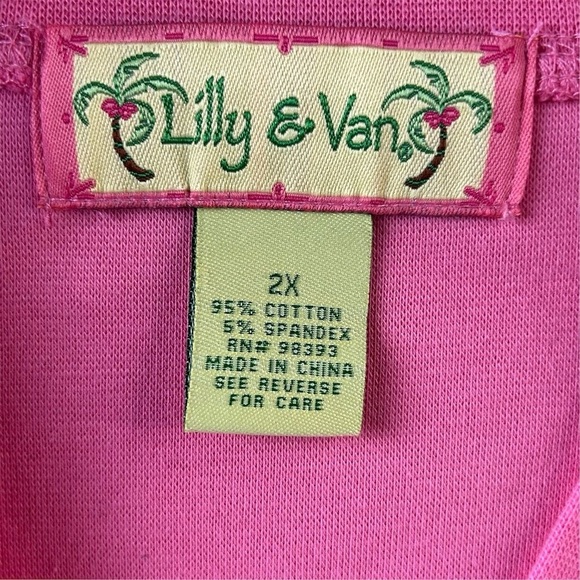 Lilly & Van®
2X
95% COTTON
5% SPANDEX
RN# 98393
MADE IN CHINA
SEE REVERSE
FOR CARE